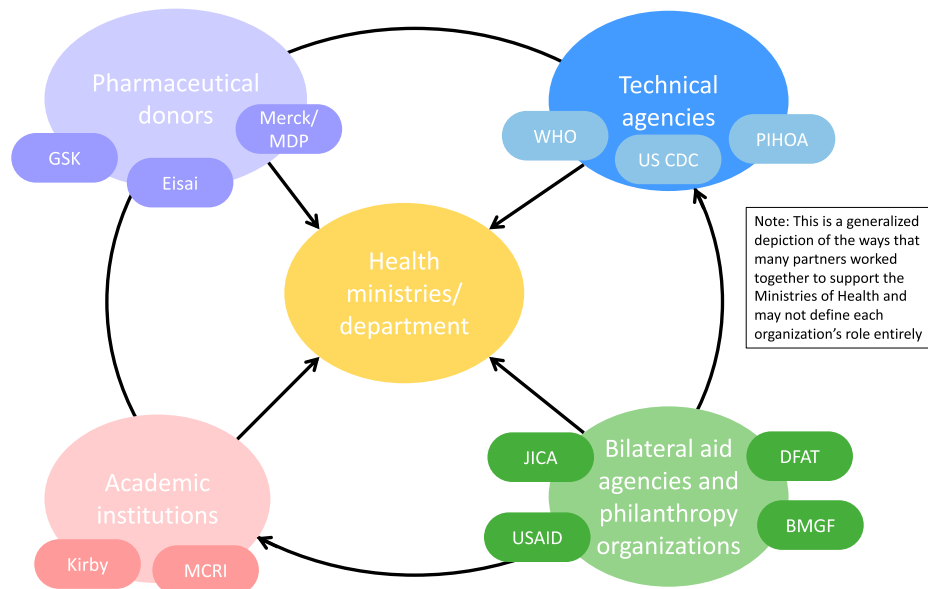 Pharmaceutical
donors
Merck/
MDP
GSK
Eisai
Technical
agencies
WHO
US CDC
PIHOA
Note: This is a generalized
depiction of the ways that
many partners worked
together to support the
Ministries of Health and
may not define each
organization’s role entirely
Health
ministries/
department
Academic
institutions
Kirby
MCRI
Bilateral aid
agencies and
philanthropy
organizations
JICA
DFAT
USAID
BMGF